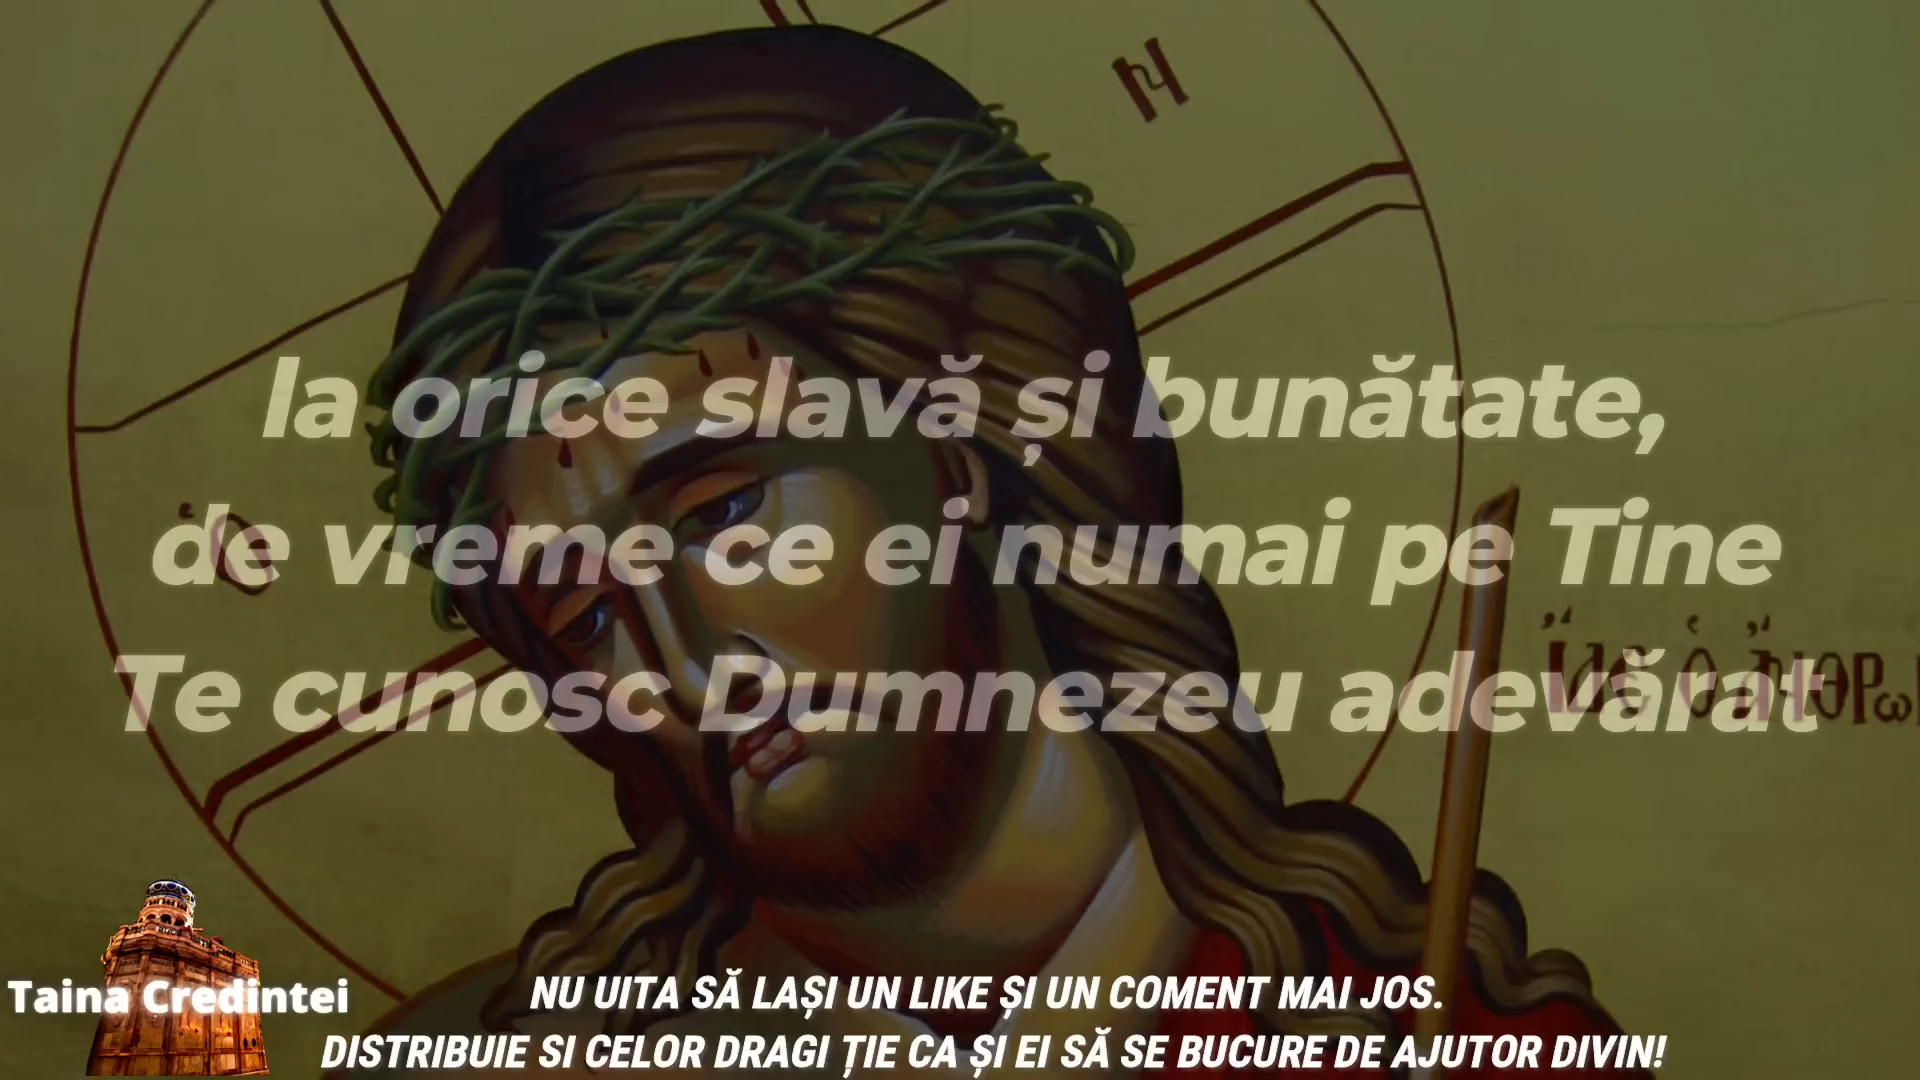 Ν
Ὁ
la orice slavă și bunătate,
de vreme ce ei numai pe Tine
Te cunosc Dumnezeu adevărat
Taina Credintei
NU UITA SĂ LAȘI UN LIKE ȘI UN COMENT MAI JOS.
DISTRIBUIE SI CELOR DRAGI ȚIE CA ȘI EI SĂ SE BUCURE DE AJUTOR DIVIN!